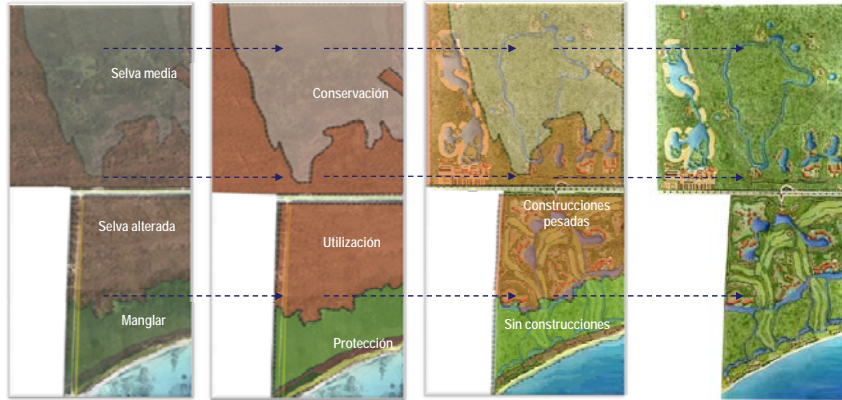 Selva media
Conservación
Construcciones
pesadas
Selva alterada
Utilización
Manglar
Sin construcciones
Protección